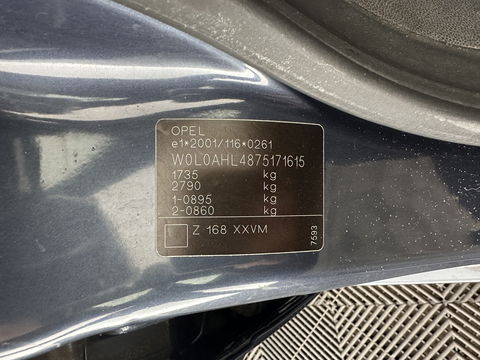 OPEL
e1*2001/116*0261
W0L0AHL4875171615
1735 kg
2790 kg
1-0895 kg
2-0860 kg
Z 168 XXVM
7593